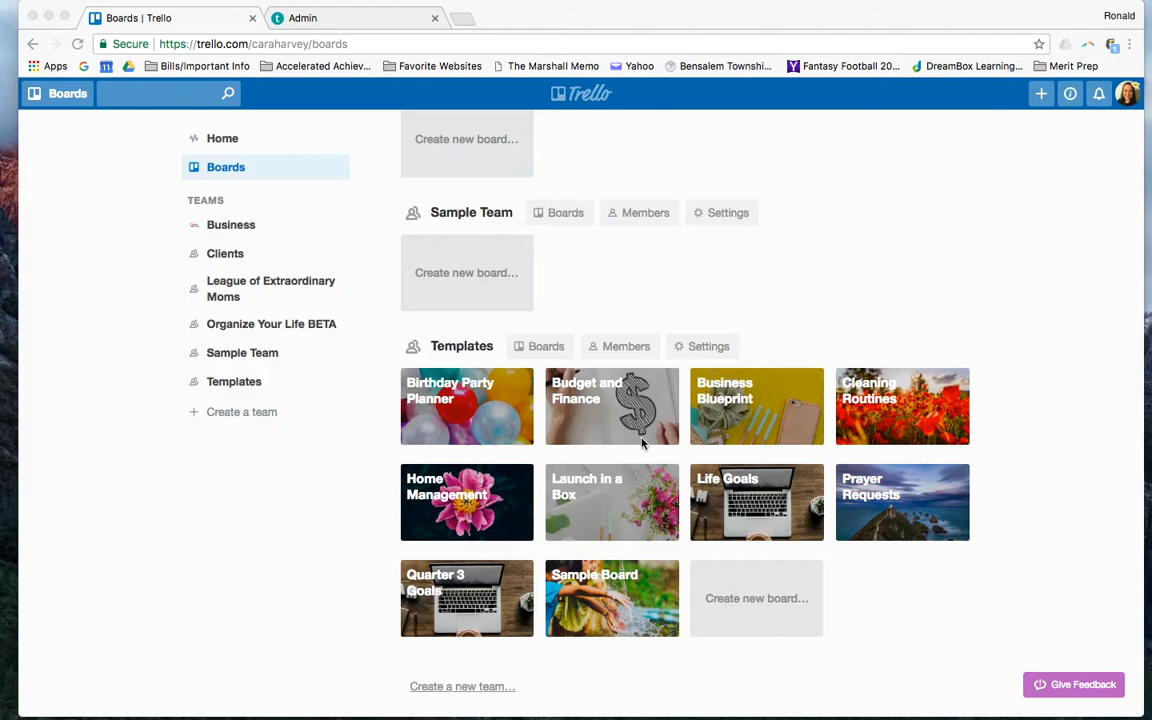 Boards | Trello
Admin
Ronald
Secure https://trello.com/caraharvey/boards
Apps
Bills/Important Info
Accelerated Achiev...
Favorite Websites
The Marshall Memo
Yahoo
Bensalem Townshi...
Fantasy Football 20...
DreamBox Learning...
Merit Prep
Boards
Trello
Home
Boards
TEAMS
Business
Clients
League of Extraordinary
Moms
Organize Your Life BETA
Sample Team
Templates
+ Create a team
Create new board...
Sample Team
Boards
Members
Settings
Create new board...
Templates
Boards
Members
Settings
Birthday Party
Planner
Budget and
Finance
Business
Blueprint
Cleaning
Routines
Home
Management
Launch in a
Box
Life Goals
Prayer
Requests
Quarter 3
Goals
Sample Board
Create new board...
Create a new team...
Give Feedback